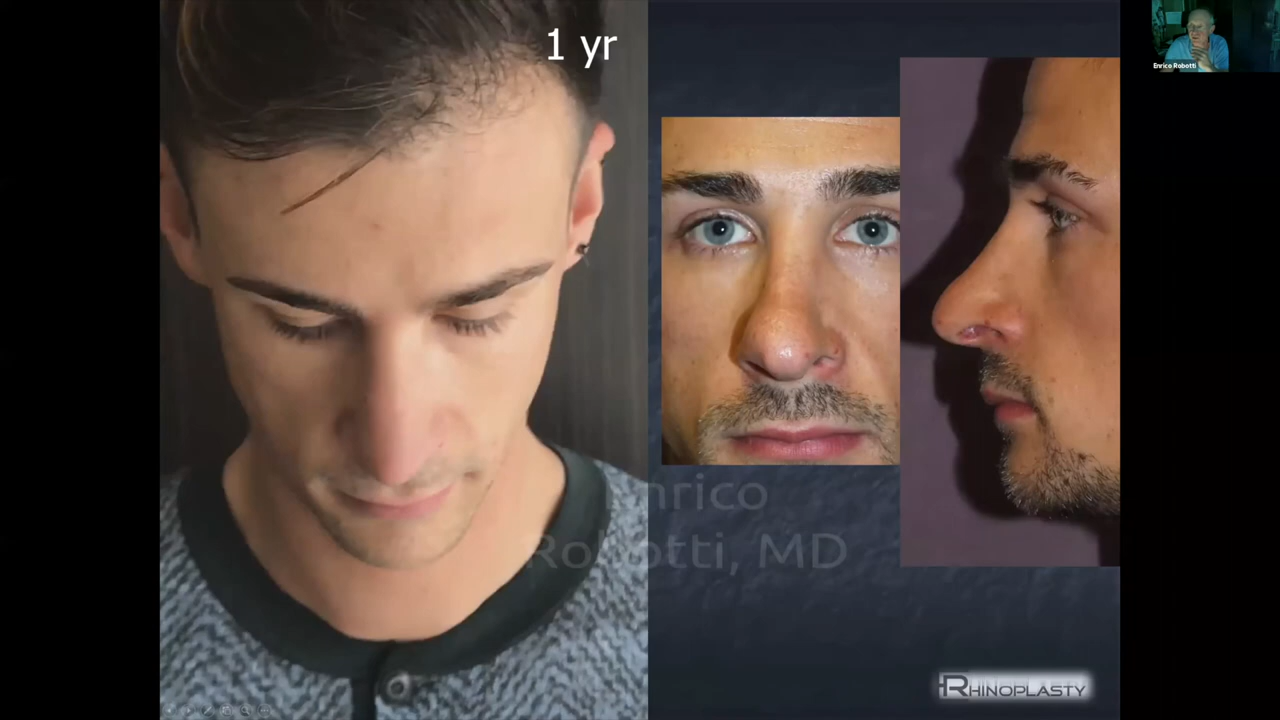 1 yr
Enrico Robotti
Enrico
Robotti, MD
RHINOPLASTY